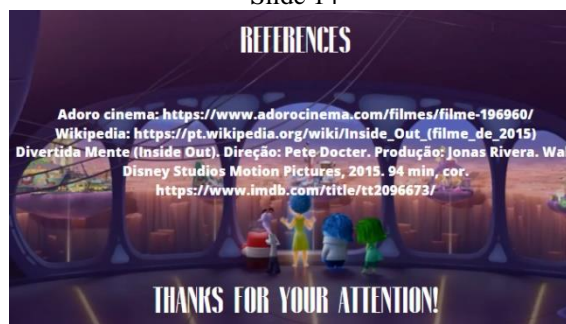 Slide 14
REFERENCES
Adoro cinema: https://www.adorocinema.com/filmes/filme-196960/
Wikipedia: https://pt.wikipedia.org/wiki/Inside_Out_(filme_de_2015)
Divertida Mente (Inside Out). Direção: Pete Docter. Produção: Jonas Rivera. Wa
Disney Studios Motion Pictures, 2015. 94 min, cor.
https://www.imdb.com/title/tt2096673/
THANKS FOR YOUR ATTENTION!